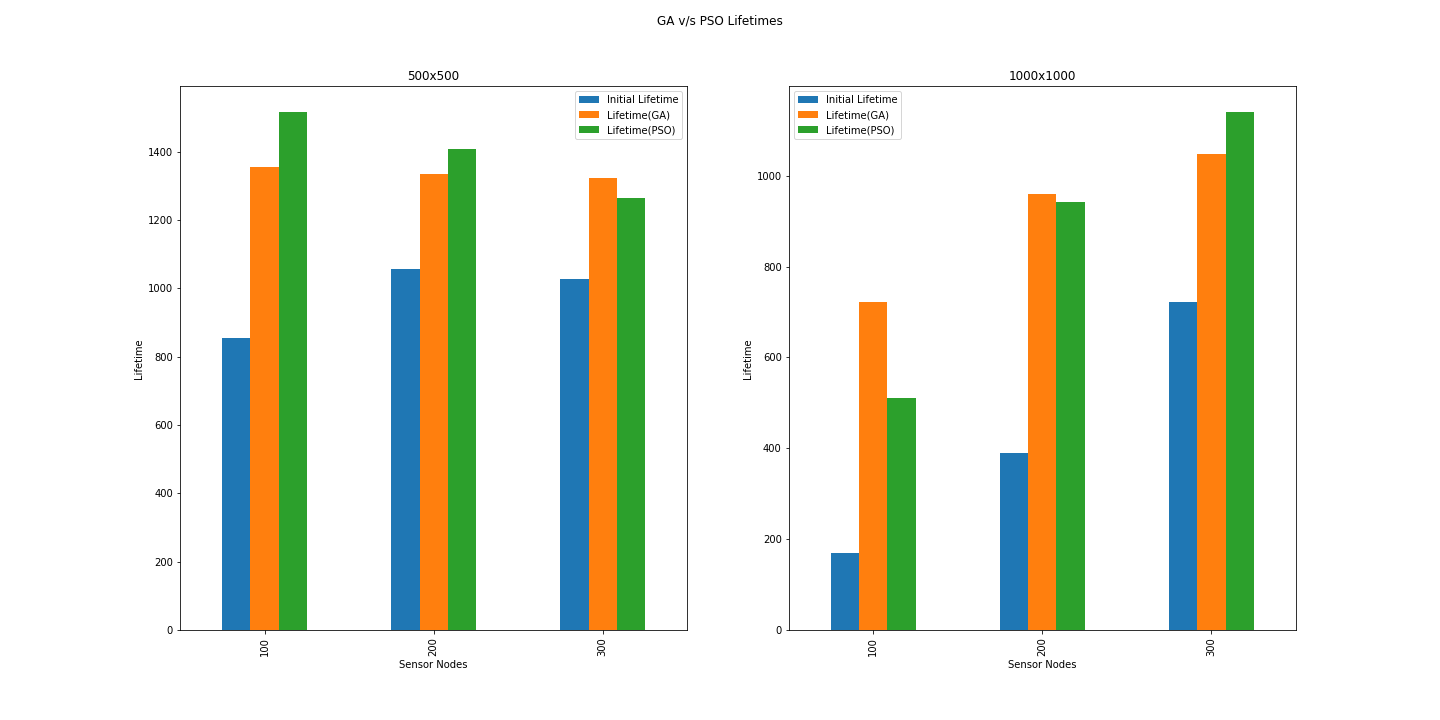 GA v/s PSO Lifetimes
500x500
Initial Lifetime
Lifetime(GA)
Lifetime(PSO)
1400
1200
1000
800
600
400
200
0
Lifetime
100
200
300
Sensor Nodes
1000x1000
Initial Lifetime
Lifetime(GA)
Lifetime(PSO)
1000
800
600
400
200
0
Lifetime
100
200
300
Sensor Nodes